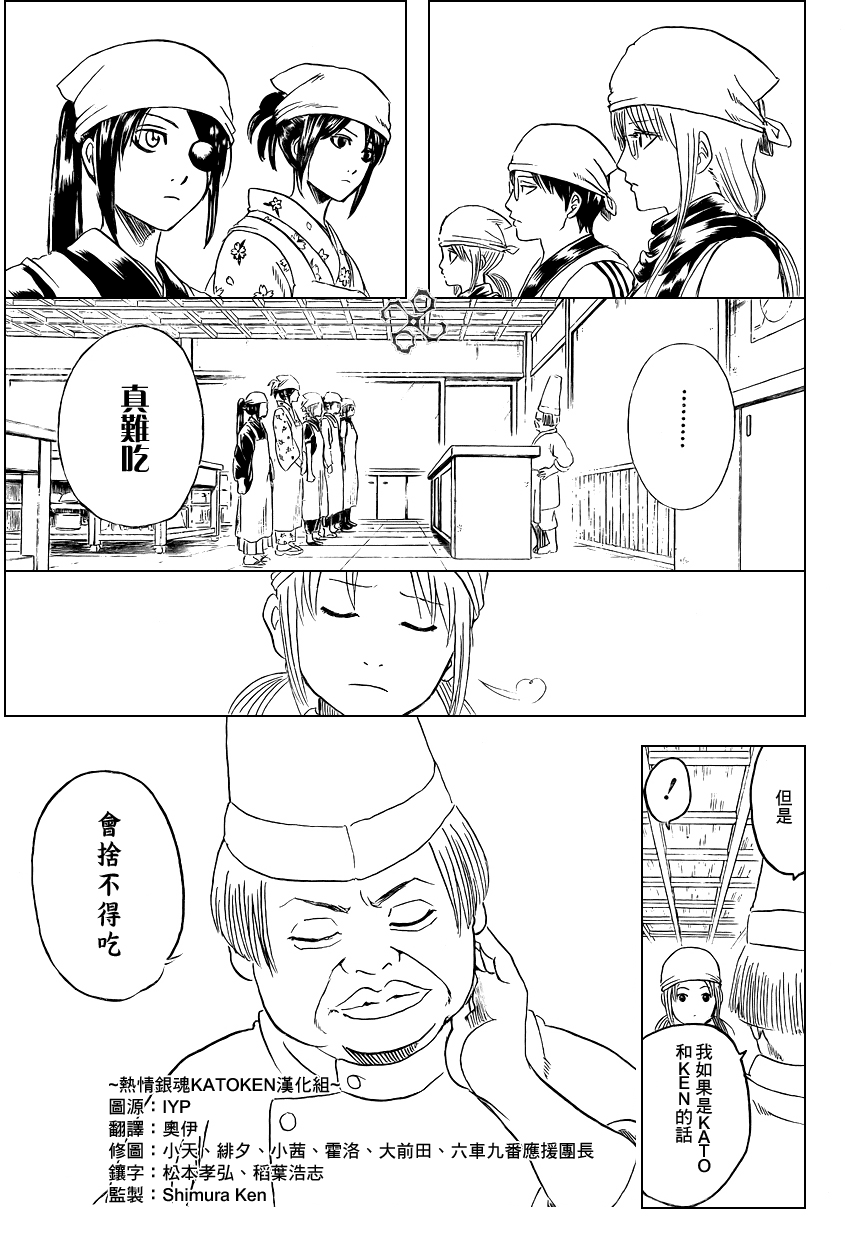 ⋯⋯⋯
真難吃
但是
！
我如果是KATO
和KEN的話
會捨不得吃
~熱情銀魂KATOKEN漢化組~
圖源：IYP
翻譯：奧伊
修圖：小天、緋夕、小茜、霍洛、大前田、六車九番應援團長
鑲字：松本孝弘、稻葉浩志
監製：Shimura Ken